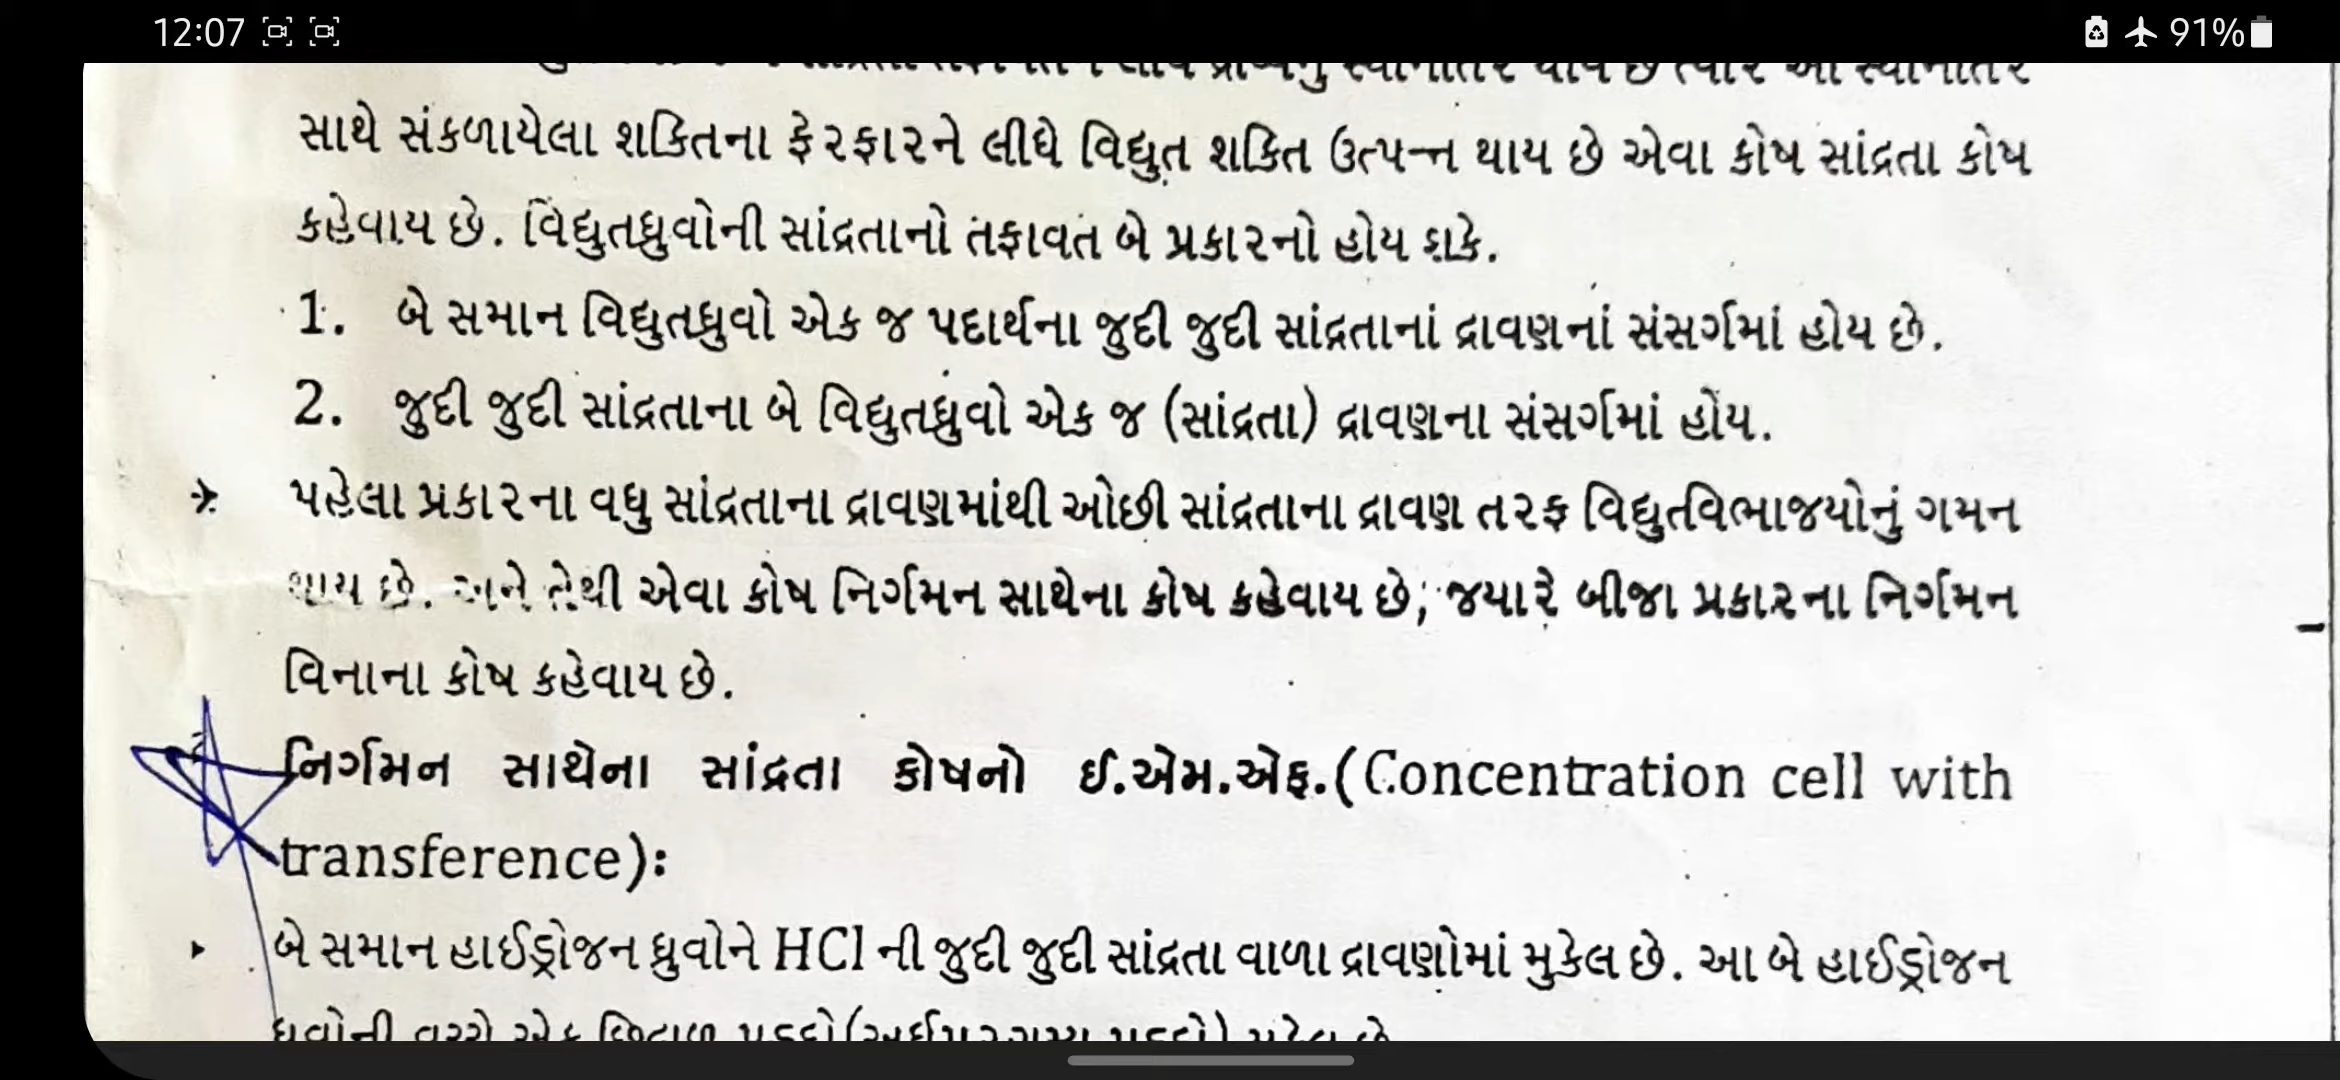 12:07 91%
સાથે સંકળાયેલા શકિતના ફેરફારને લીધે વિદ્યુત શકિત ઉત્પન્ન થાય છે એવા કોષ સાંદ્રતા કોષ
કહેવાય છે. વિદ્યુતધ્રુવોની સાંદ્રતાનો તફાવત બે પ્રકારનો હોય શકે.
1. બે સમાન વિદ્યુતધ્રુવો એક જ પદાર્થના જુદી જુદી સાંદ્રતાનાં દ્રાવણનાં સંસર્ગમાં હોય છે.
2. જુદી જુદી સાંદ્રતાના બે વિદ્યુતધ્રુવો એક જ (સાંદ્રતા) દ્રાવણના સંસર્ગમાં હોય.
પહેલા પ્રકારના વધુ સાંદ્રતાના દ્રાવણમાંથી ઓછી સાંદ્રતાના દ્રાવણ તરફ વિદ્યુતવિભાજયોનું ગમન
થાય છે. અને તેથી એવા કોષ નિર્ગમન સાથેના કોષ કહેવાય છે; જયારે બીજા પ્રકારના નિર્ગમન
વિનાના કોષ કહેવાય છે.
નિર્ગમન સાથેના સાંદ્રતા કોષનો ઈ.એમ.એફ.(Concentration cell with
transference):
બે સમાન હાઈડ્રોજન ધ્રુવોને HCl ની જુદી જુદી સાંદ્રતા વાળા દ્રાવણોમાં મુકેલ છે. આ બે હાઈડ્રોજન